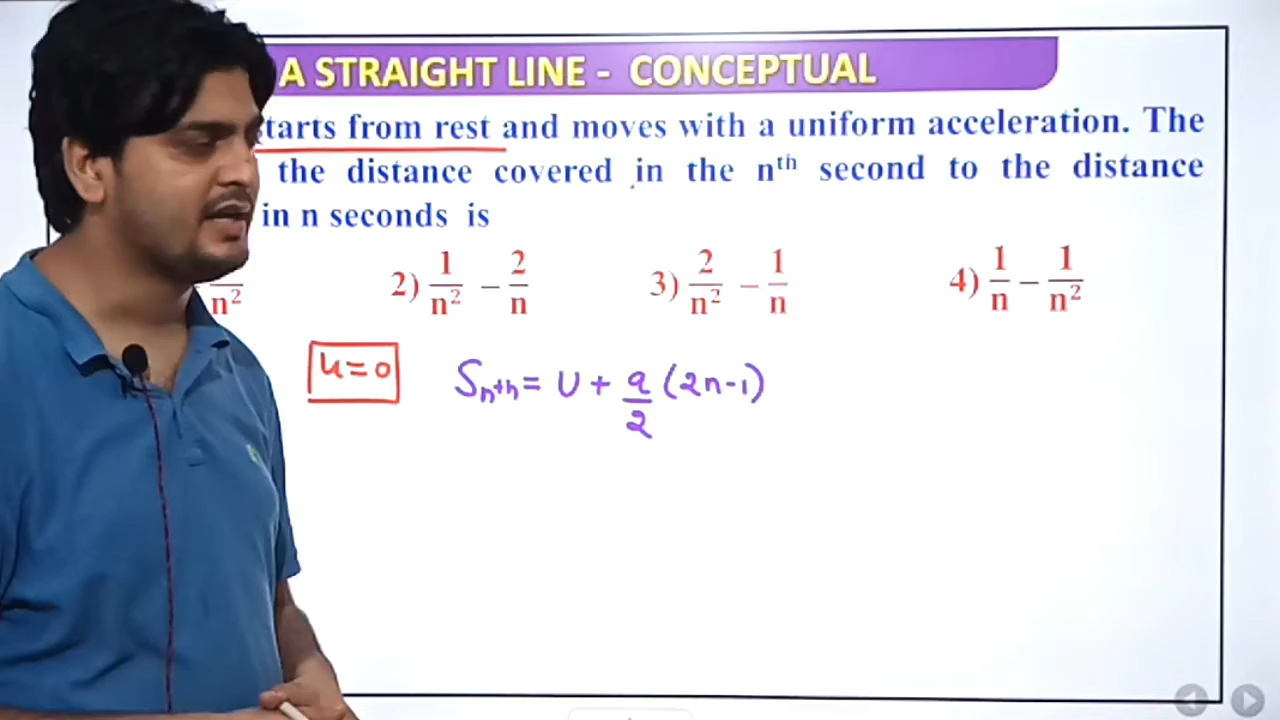 A STRAIGHT LINE - CONCEPTUAL
starts from rest and moves with a uniform acceleration. The
the distance covered in the nᵗʰ second to the distance
in n seconds is
n² 2) 1/n² − 2/n 3) 2/n² − 1/n 4) 1/n − 1/n²
u=0 Sₙₜₕ = U + a/2 (2n-1)